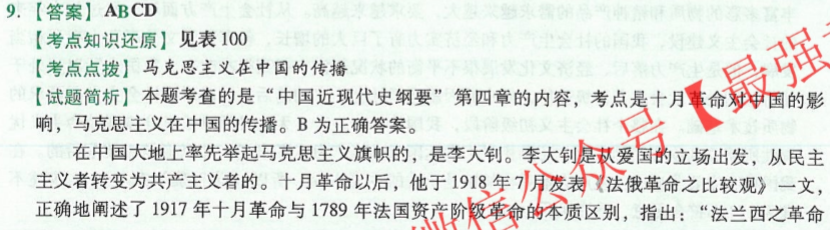 9.【答案】ABCD
【考点知识还原】见表100
【考点点拨】马克思主义在中国的传播。
【试题简析】本题考查的是“中国近现代史纲要”第四章的内容，考点是十月革命对中国的影
响，马克思主义在中国的传播。B为正确答案。
在中国大地上率先举起马克思主义旗帜的，是李大钊。李大钊是从爱国的立场出发，从民主
主义者转变为共产主义者的。十月革命以后，他于1918年7月发表《法俄革命之比较观》一文，
正确地阐述了1917年十月革命与1789年法国资产阶级革命的本质区别，指出：“法兰西之革命
微信公众号【最强